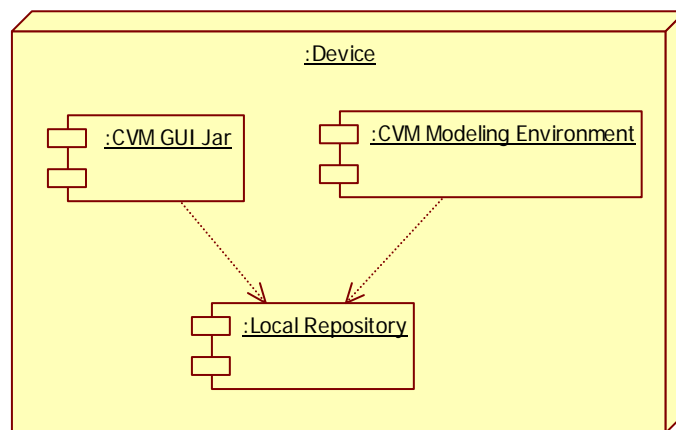 :Device
:CVM GUI Jar
:CVM Modeling Environment
:Local Repository